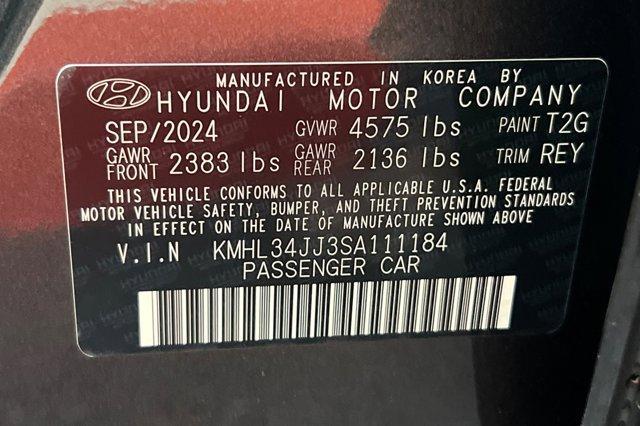 MANUFACTURED IN KOREA BY
HYUNDAI MOTOR COMPANY
SEP/2024 GVWR 4575 lbs PAINT T2G
GAWR FRONT 2383 lbs GAWR REAR 2136 lbs TRIM REY
THIS VEHICLE CONFORMS TO ALL APPLICABLE U.S.A. FEDERAL
MOTOR VEHICLE SAFETY, BUMPER, AND THEFT PREVENTION STANDARDS
IN EFFECT ON THE DATE OF MANUFACTURE SHOWN ABOVE
V.I.N KMHL34JJ3SA111184
PASSENGER CAR